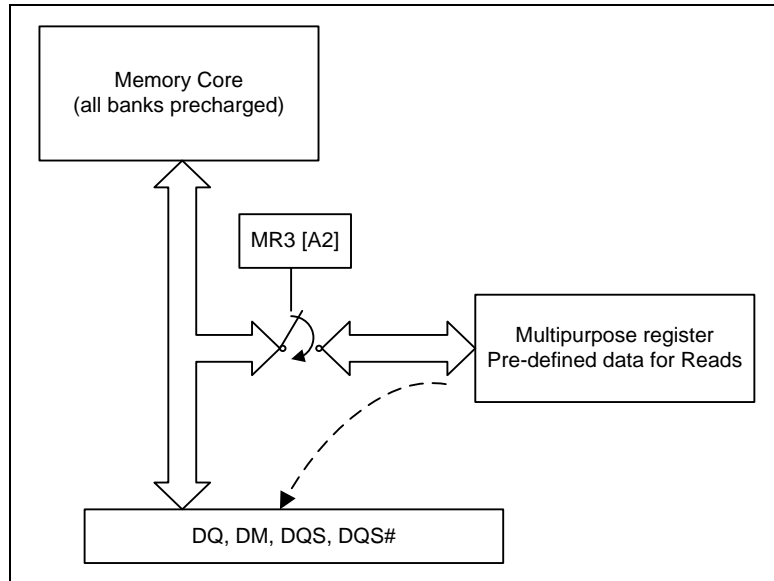 Memory Core
(all banks precharged)
MR3 [A2]
Multipurpose register
Pre-defined data for Reads
DQ, DM, DQS, DQS#